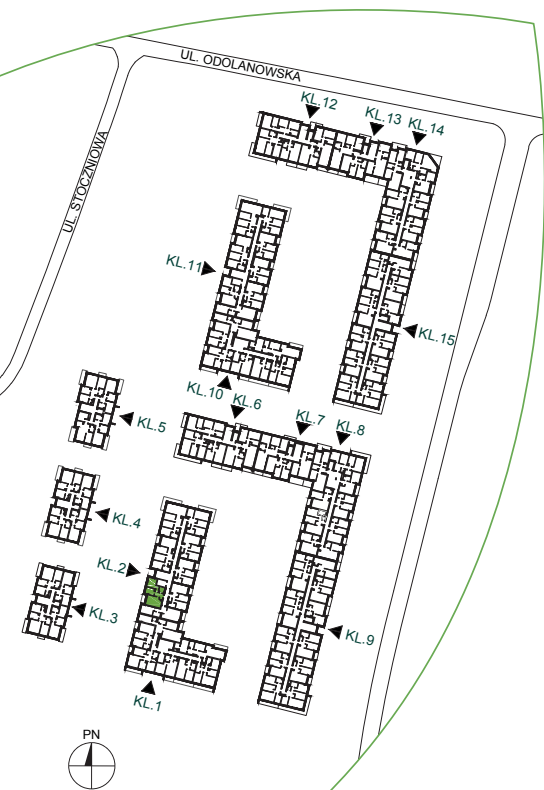 UL. ODOLANOWSKA
UL. STOCZNIOWA
KL.12
KL.13
KL.14
KL.11
KL.15
KL.10
KL.6
KL.7
KL.8
KL.5
KL.4
KL.2
KL.3
KL.9
KL.1
PN